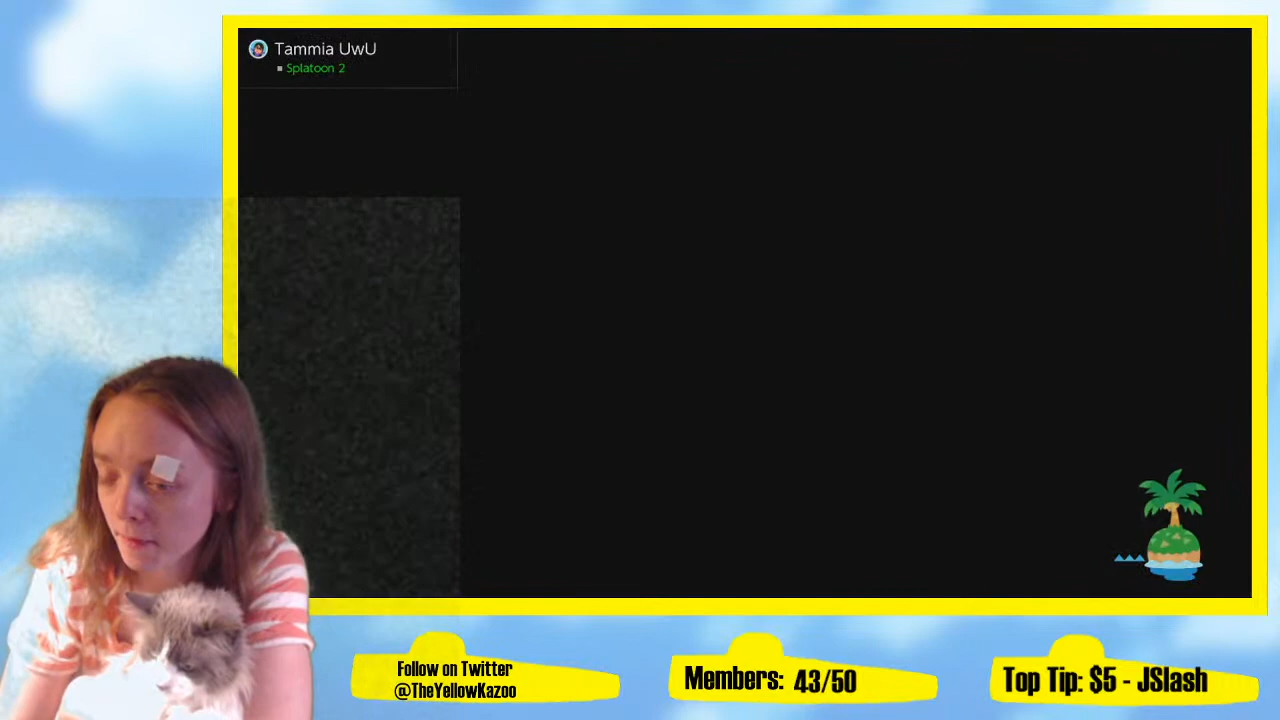 Tammia UwU
Splatoon 2
Follow on Twitter
@TheYellowKazoo
Members: 43/50
Top Tip: $5 - JSlash